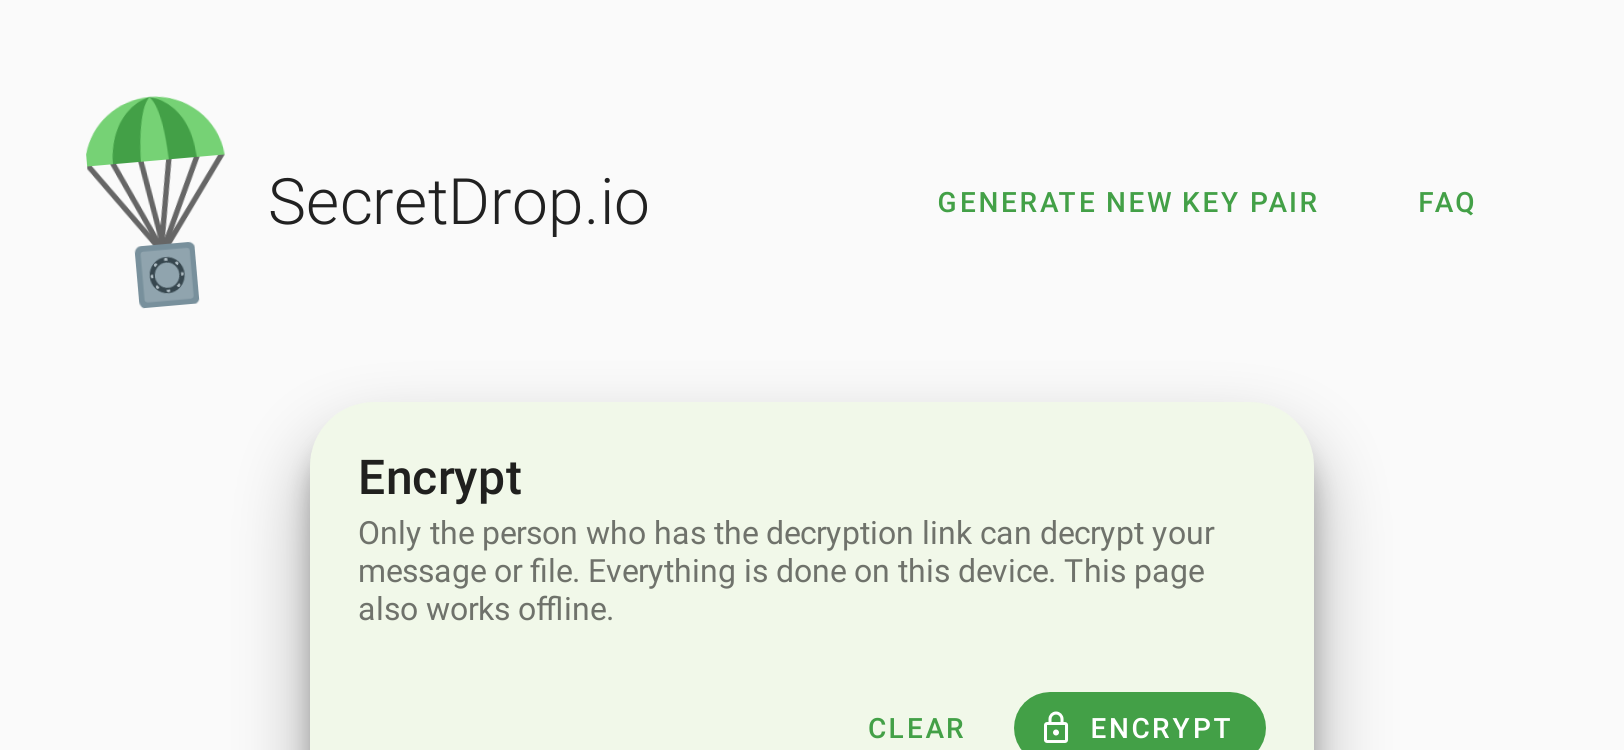 SecretDrop.io
GENERATE NEW KEY PAIR
FAQ
Encrypt
Only the person who has the decryption link can decrypt your
message or file. Everything is done on this device. This page
also works offline.
CLEAR
ENCRYPT